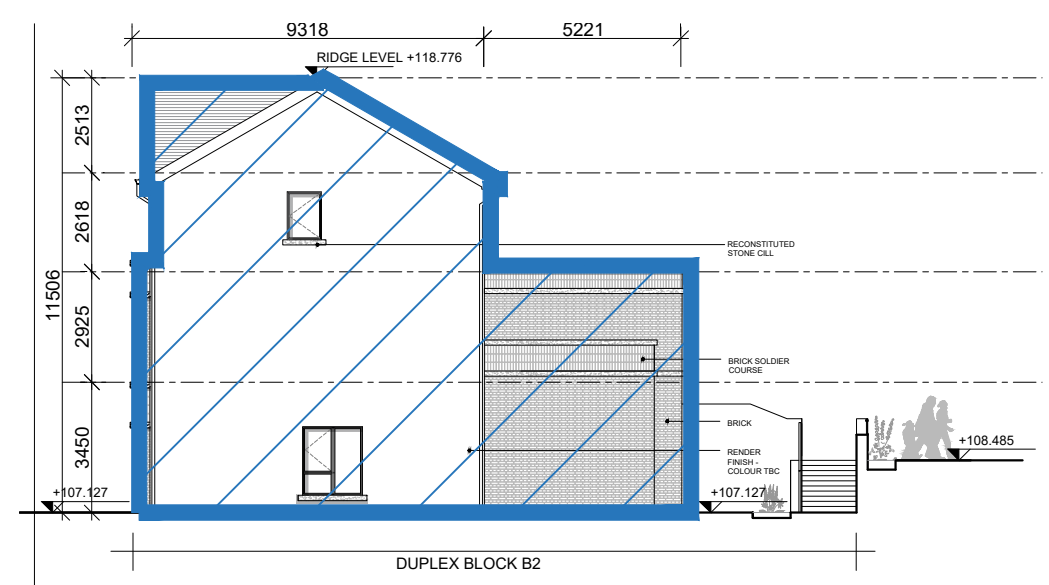 9318
5221
RIDGE LEVEL +118.776
2513
2618
RECONSTITUTED
STONE CILL
11506
2925
BRICK SOLDIER
COURSE
BRICK
3450
+108.485
RENDER
FINISH -
COLOUR TBC
+107.127
+107.127
DUPLEX BLOCK B2